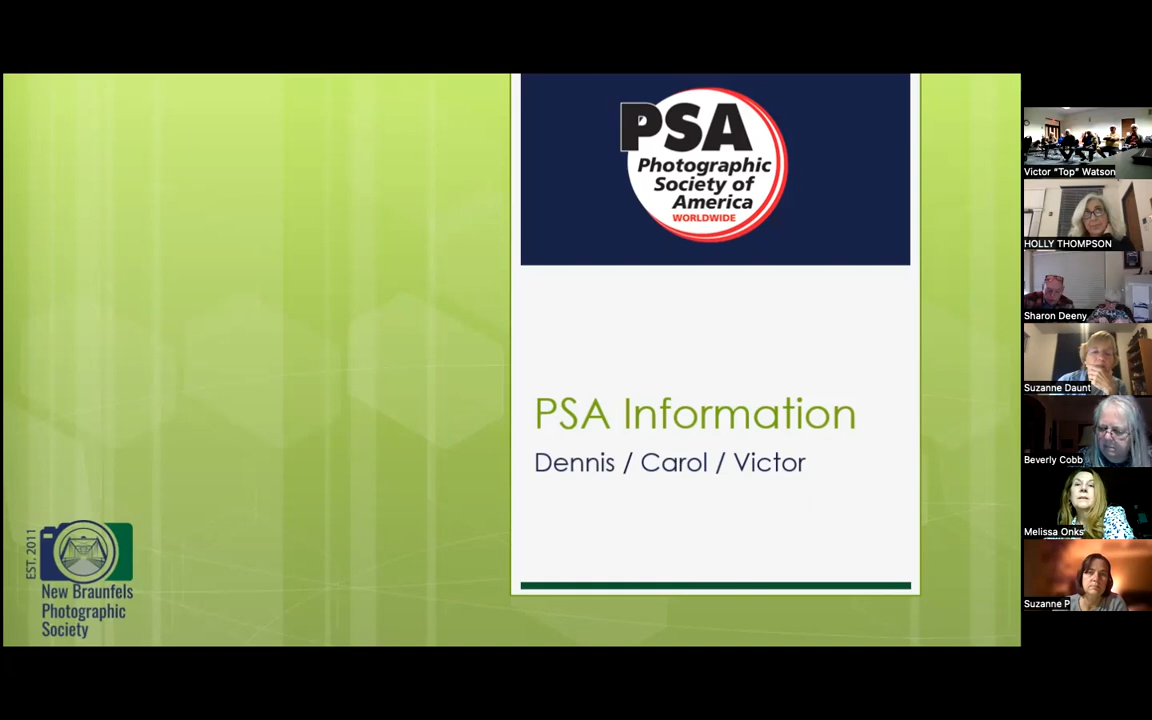 PSA
Photographic
Society of
America
WORLDWIDE
PSA Information
Dennis / Carol / Victor
EST. 2011
New Braunfels
Photographic
Society
Victor "Top" Watson
HOLLY THOMPSON
Sharon Deeny
Suzanne Daunt
Beverly Cobb
Melissa Onks
Suzanne P